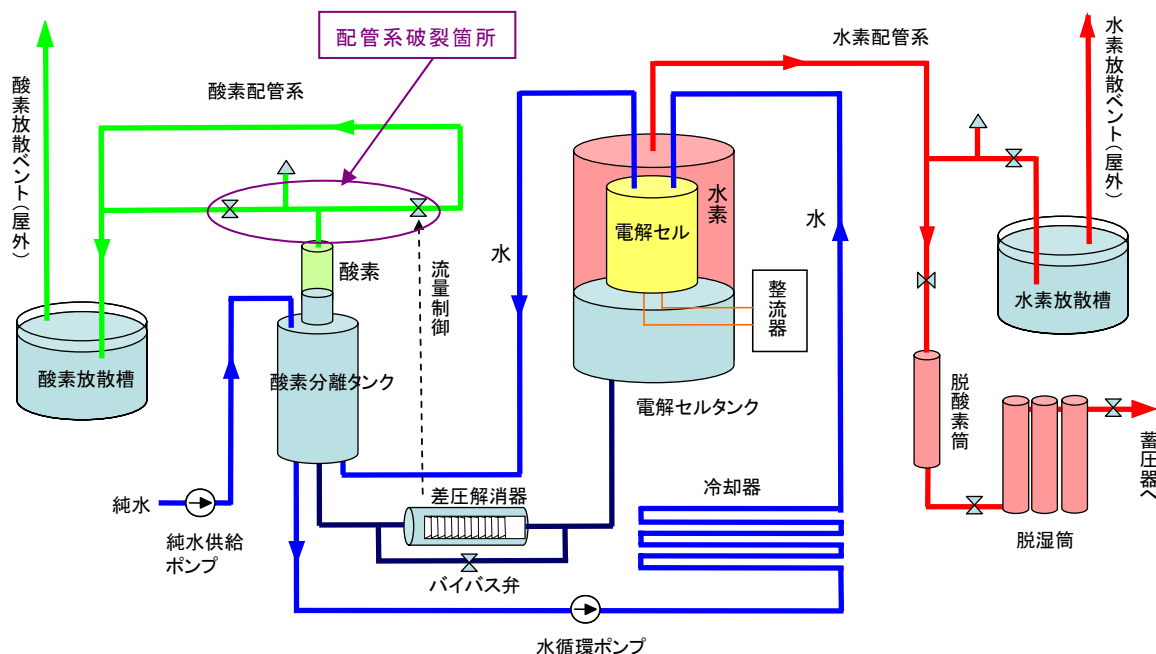 配管系破裂箇所
水素配管系
酸素放散ベント(屋外)
酸素配管系
水素放散ベント(屋外)
水素
電解セル
水
水
酸素
流量制御
整流器
水素放散槽
酸素放散槽
酸素分離タンク
電解セルタンク
脱酸素筒
蓄圧器へ
純水
差圧解消器
冷却器
純水供給
ポンプ
脱湿筒
バイパス弁
水循環ポンプ